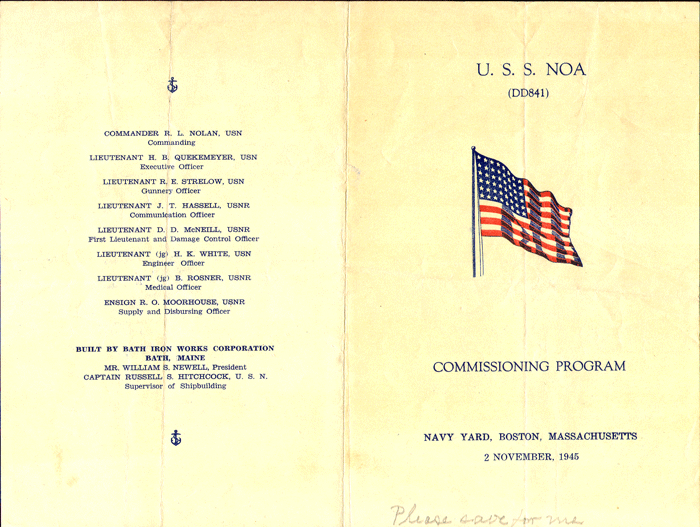 COMMANDER R. L. NOLAN, USN
Commanding
LIEUTENANT H. B. QUEKEMEYER, USN
Executive Officer
LIEUTENANT R. E. STRELOW, USN
Gunnery Officer
LIEUTENANT J. T. HASSELL, USNR
Communication Officer
LIEUTENANT D. D. McNEILL, USNR
First Lieutenant and Damage Control Officer
LIEUTENANT (jg) H. K. WHITE, USN
Engineer Officer
LIEUTENANT (jg) B. ROSNER, USNR
Medical Officer
ENSIGN R. O. MOORHOUSE, USNR
Supply and Disbursing Officer
BUILT BY BATH IRON WORKS CORPORATION
BATH, MAINE
MR. WILLIAM S. NEWELL, President
CAPTAIN RUSSELL S. HITCHCOCK, U. S. N.
Supervisor of Shipbuilding
U. S. S. NOA
(DD841)
COMMISSIONING PROGRAM
NAVY YARD, BOSTON, MASSACHUSETTS
2 NOVEMBER, 1945
Please save for me